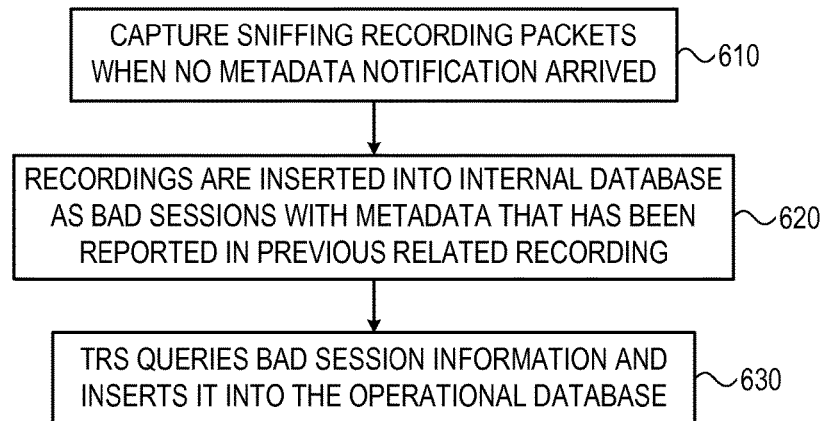 CAPTURE SNIFFING RECORDING PACKETS
WHEN NO METADATA NOTIFICATION ARRIVED
610
RECORDINGS ARE INSERTED INTO INTERNAL DATABASE
AS BAD SESSIONS WITH METADATA THAT HAS BEEN
REPORTED IN PREVIOUS RELATED RECORDING
620
TRS QUERIES BAD SESSION INFORMATION AND
INSERTS IT INTO THE OPERATIONAL DATABASE
630